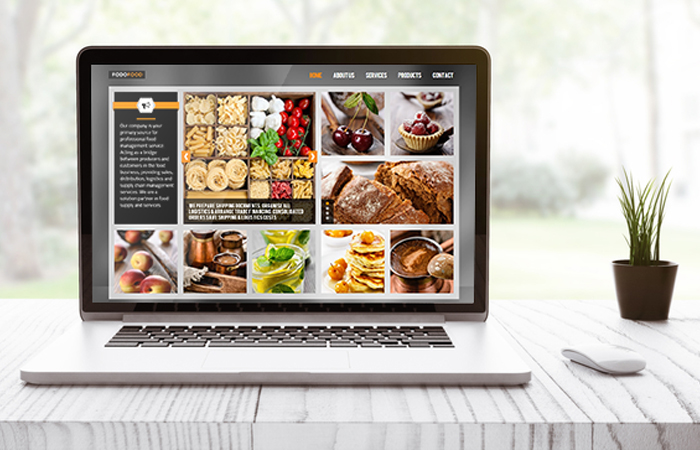 FODOFOOD
HOME ABOUT US SERVICES PRODUCTS CONTACT
Our company is your
primary source for
professional food
management service
Acting as a bridge
between producers and
customers in the food
business, providing sales,
distribution, logistics and
supply chain management
services. We are a
solution partner in food
supply and services.
WE PREPARE SHIPPING DOCUMENTS, ORGANISE ALL
LOGISTICS & ARRANGE TRADE FINANCING. CONSOLIDATED
ORDERS SAVE SHIPPING & LOGISTICS COSTS